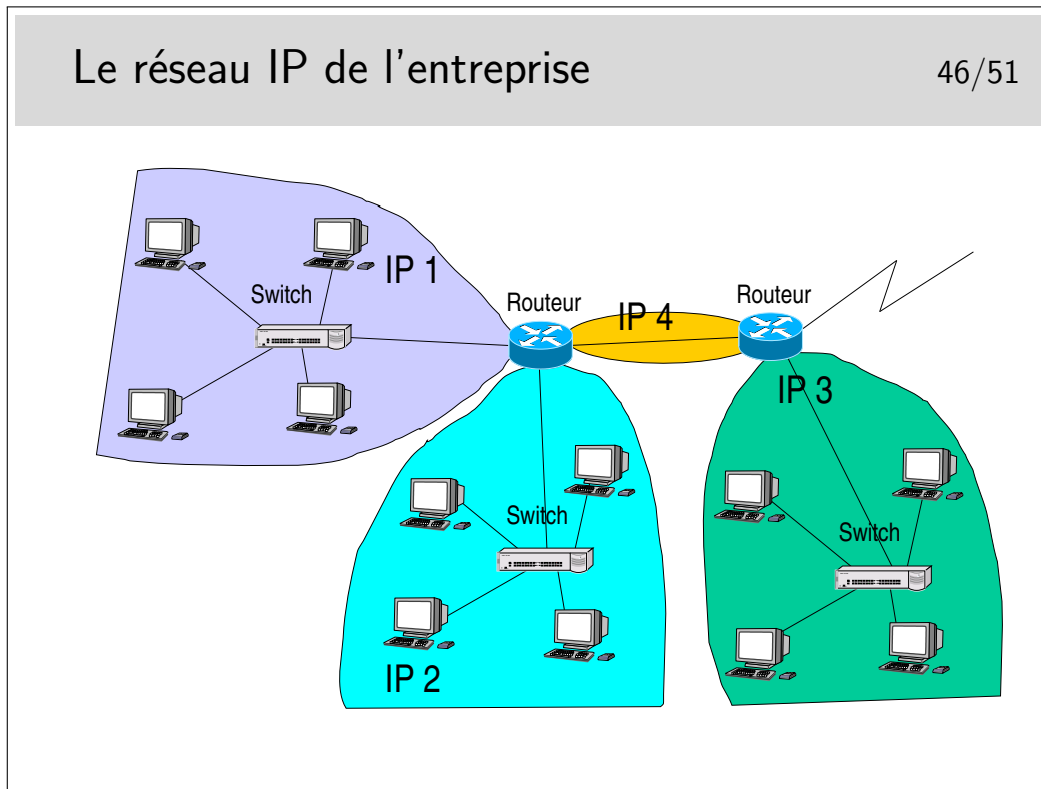 Le réseau IP de l'entreprise 46/51
IP 1
Switch
Routeur
IP 4
Routeur
IP 3
Switch
Switch
IP 2